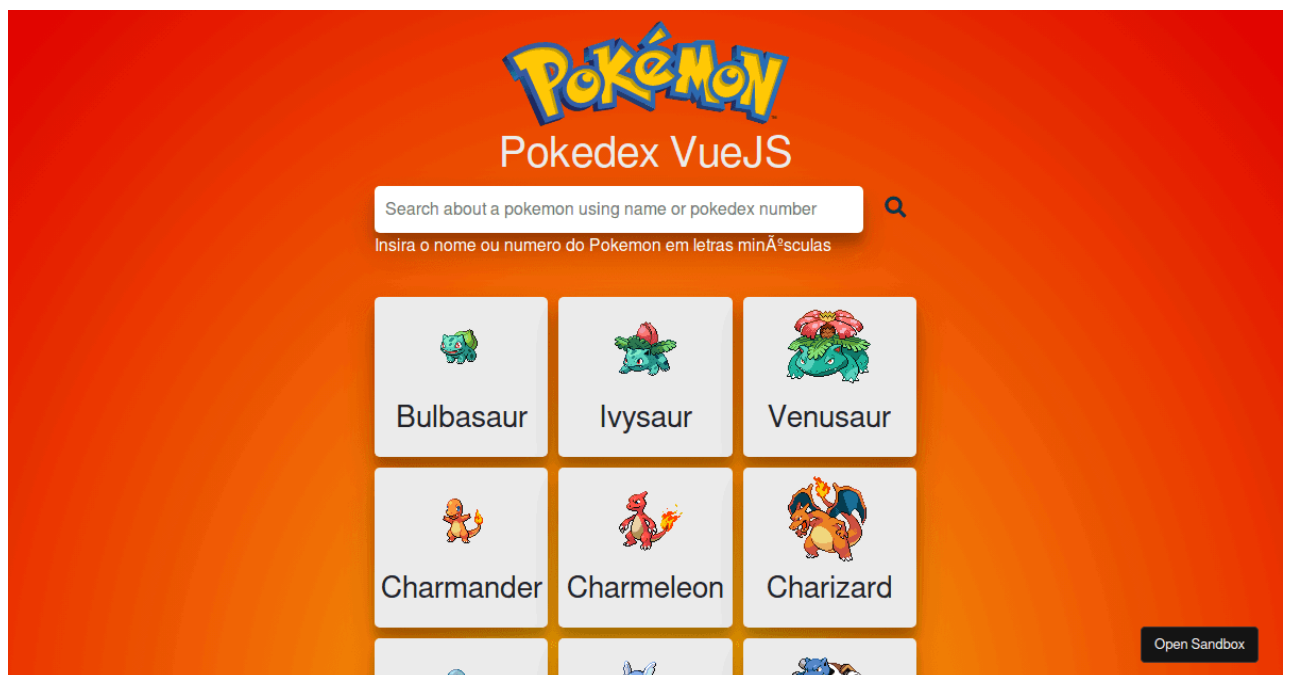 POKéMON
Pokedex VueJS
Search about a pokemon using name or pokedex number
Insira o nome ou numero do Pokemon em letras minÃºsculas
Bulbasaur Ivysaur Venusaur
Charmander Charmeleon Charizard
Open Sandbox